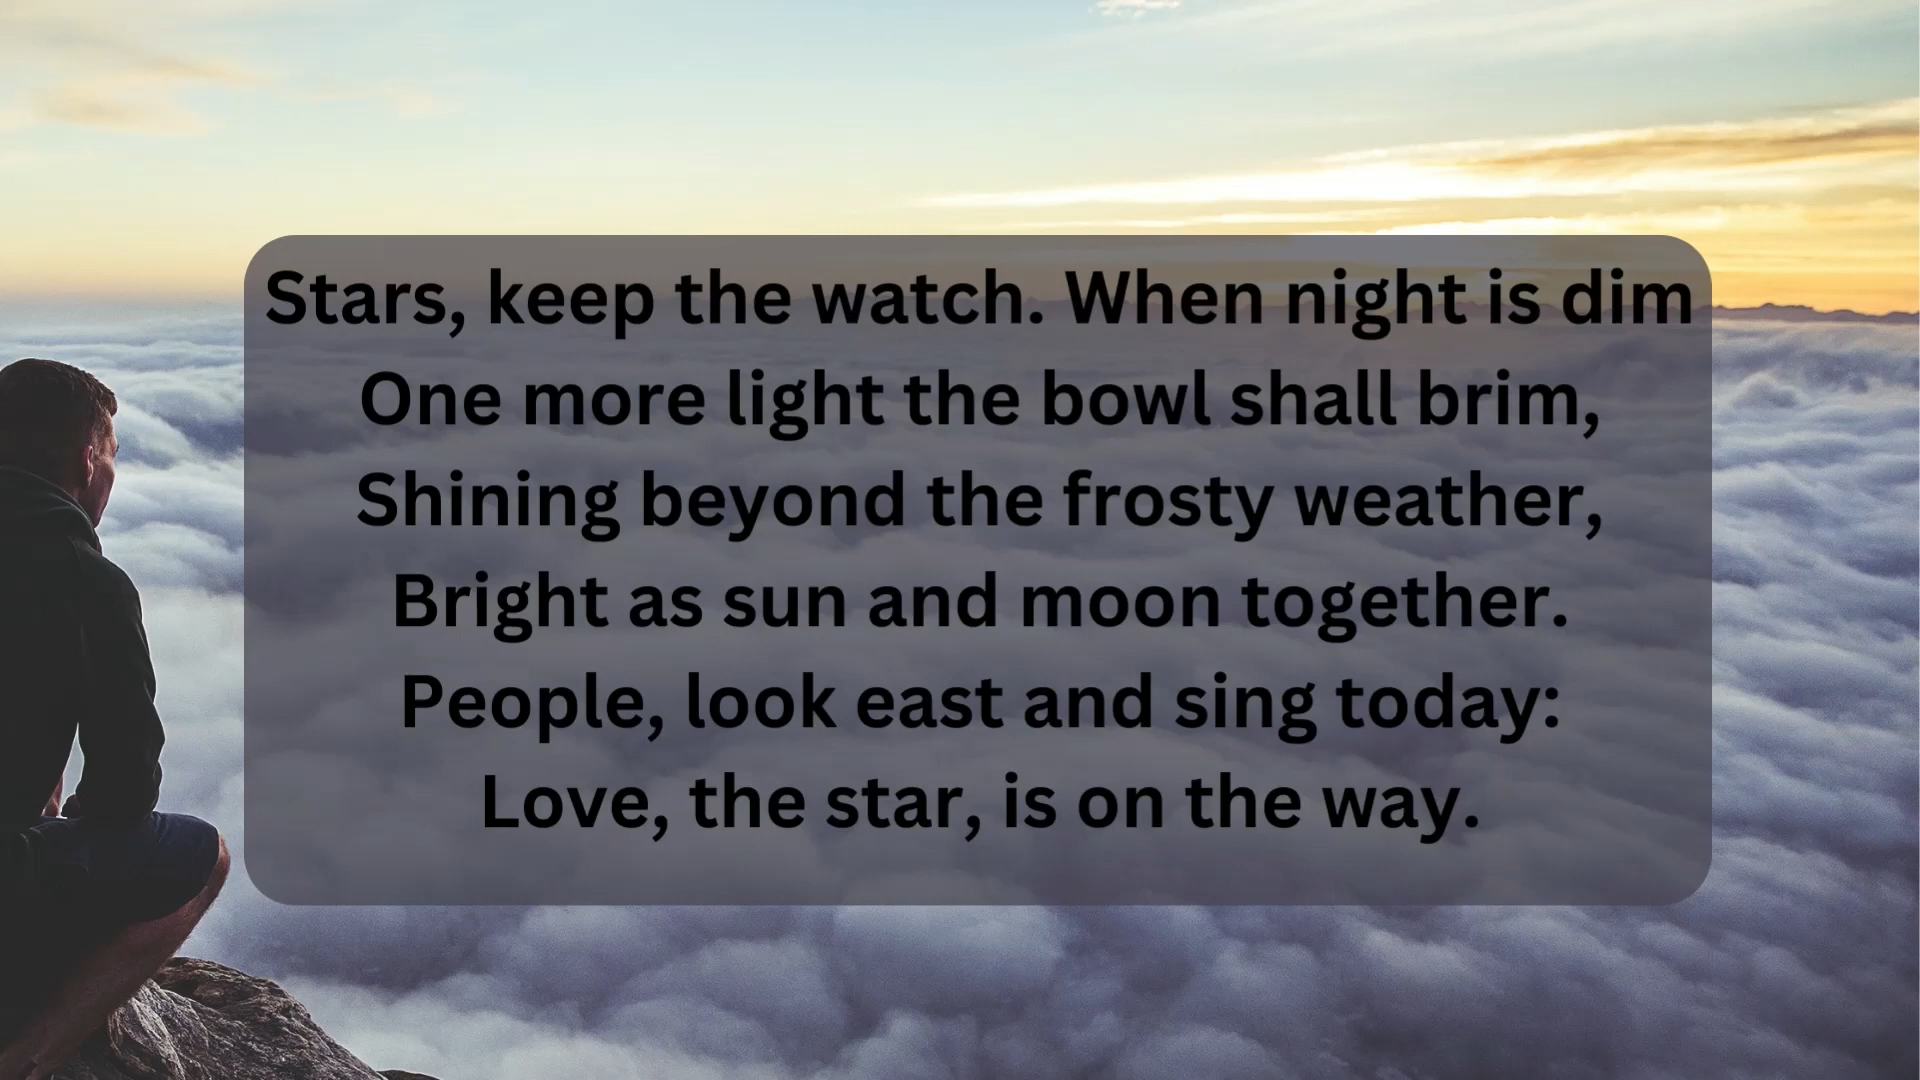 Stars, keep the watch. When night is dim
One more light the bowl shall brim,
Shining beyond the frosty weather,
Bright as sun and moon together.
People, look east and sing today:
Love, the star, is on the way.